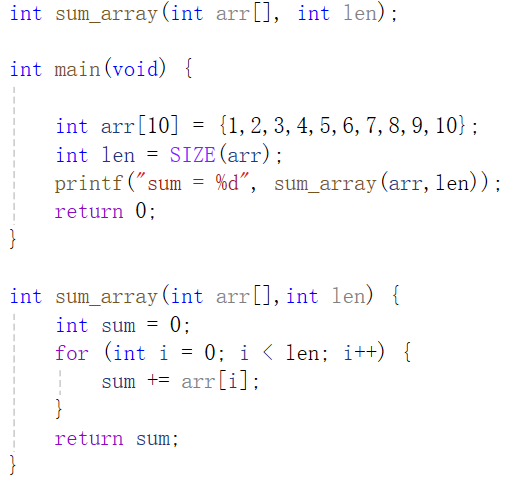 int sum_array(int arr[], int len);
int main(void) {
int arr[10] = {1,2,3,4,5,6,7,8,9,10};
int len = SIZE(arr);
printf("sum = %d", sum_array(arr,len));
return 0;
}
int sum_array(int arr[],int len) {
int sum = 0;
for (int i = 0; i < len; i++) {
sum += arr[i];
}
return sum;
}